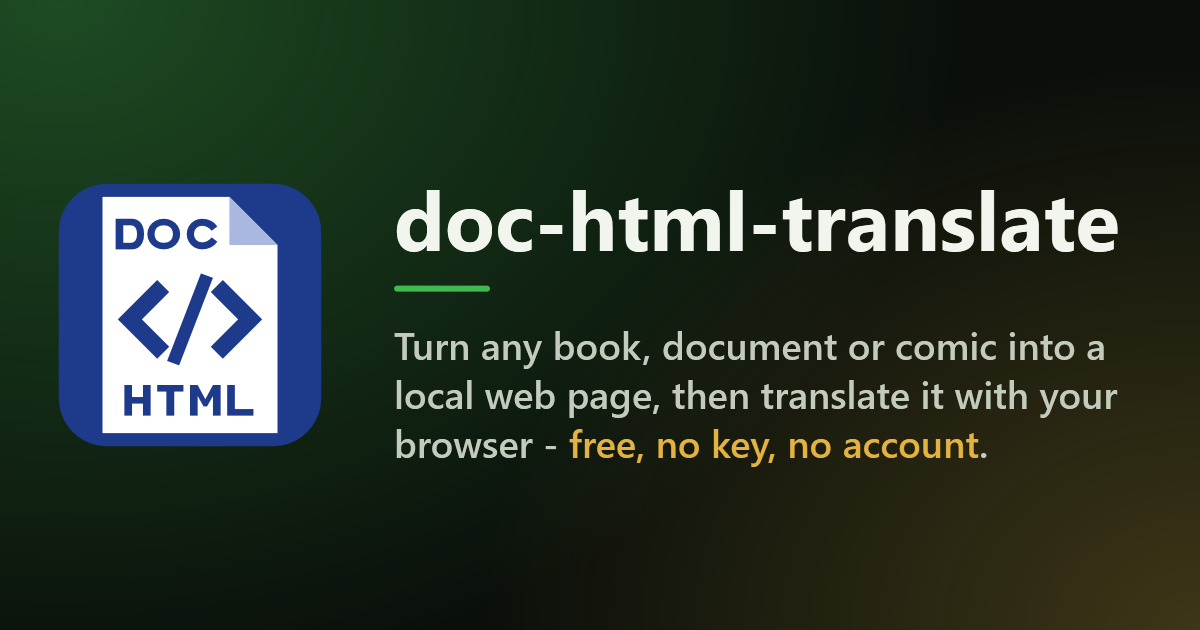 DOC
</>
HTML
doc-html-translate
Turn any book, document or comic into a
local web page, then translate it with your
browser - free, no key, no account.